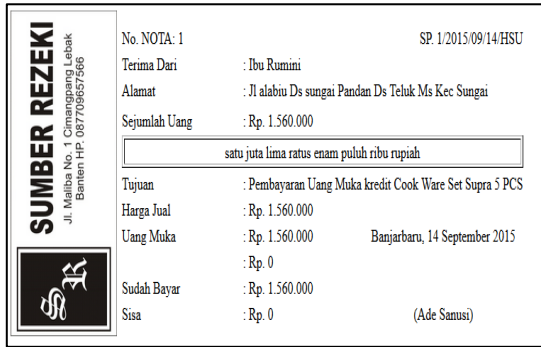 SUMBER REZEKI
Jl. Maliba No. 1 Cimangpang Lebak
Banten HP. 087709657566
SR
No. NOTA: 1 SP. 1/2015/09/14/HSU
Terima Dari : Ibu Rumini
Alamat : Jl alabiu Ds sungai Pandan Ds Teluk Ms Kec Sungai
Sejumlah Uang : Rp. 1.560.000
satu juta lima ratus enam puluh ribu rupiah
Tujuan : Pembayaran Uang Muka kredit Cook Ware Set Supra 5 PCS
Harga Jual : Rp. 1.560.000
Uang Muka : Rp. 1.560.000 Banjarbaru, 14 September 2015
: Rp. 0
Sudah Bayar : Rp. 1.560.000
Sisa : Rp. 0 (Ade Sanusi)